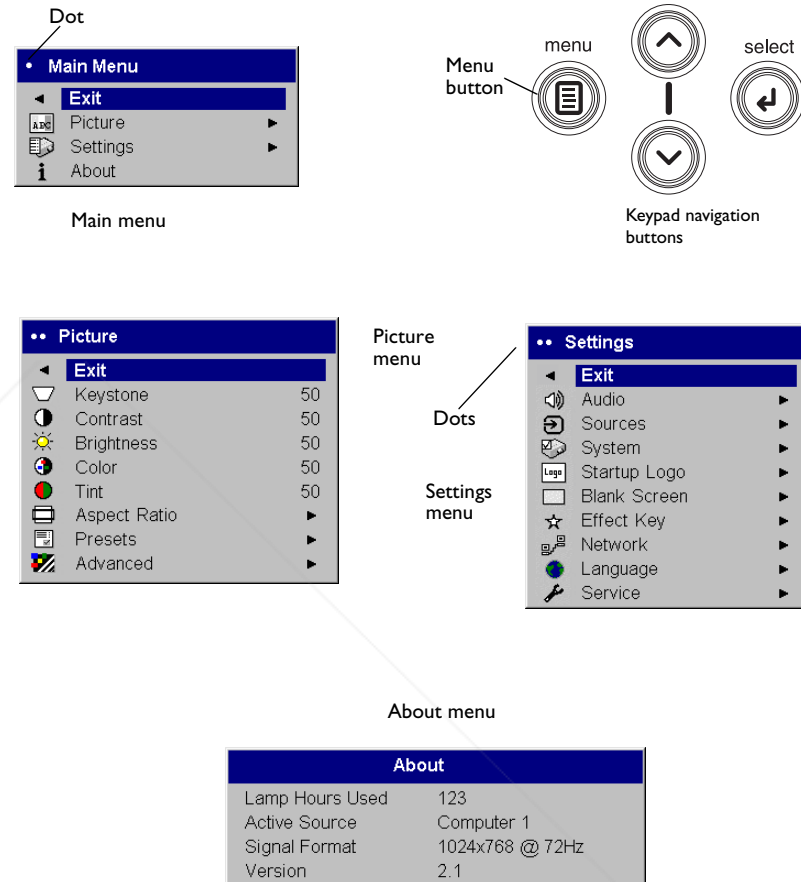 Dot
• Main Menu
Exit
ABC Picture
Settings
i About
Main menu
Menu
button
menu
select
Keypad navigation
buttons
•• Picture
Exit
Keystone 50
Contrast 50
Brightness 50
Color 50
Tint 50
Aspect Ratio
Presets
Advanced
Picture
menu
Dots
Settings
menu
•• Settings
Exit
Audio
Sources
System
Logo Startup Logo
Blank Screen
Effect Key
Network
Language
Service
About menu
About
Lamp Hours Used 123
Active Source Computer 1
Signal Format 1024x768 @ 72Hz
Version 2.1